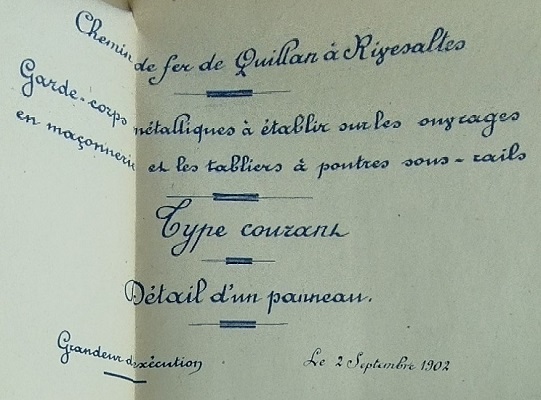 Chemin de fer de Quillan à Rivesaltes
Garde-corps métalliques à établir sur les ouvrages
en maçonnerie et les tabliers à poutres sous-rails
Type courant
Détail d'un panneau.
Grandeur d'exécution
Le 2 Septembre 1902